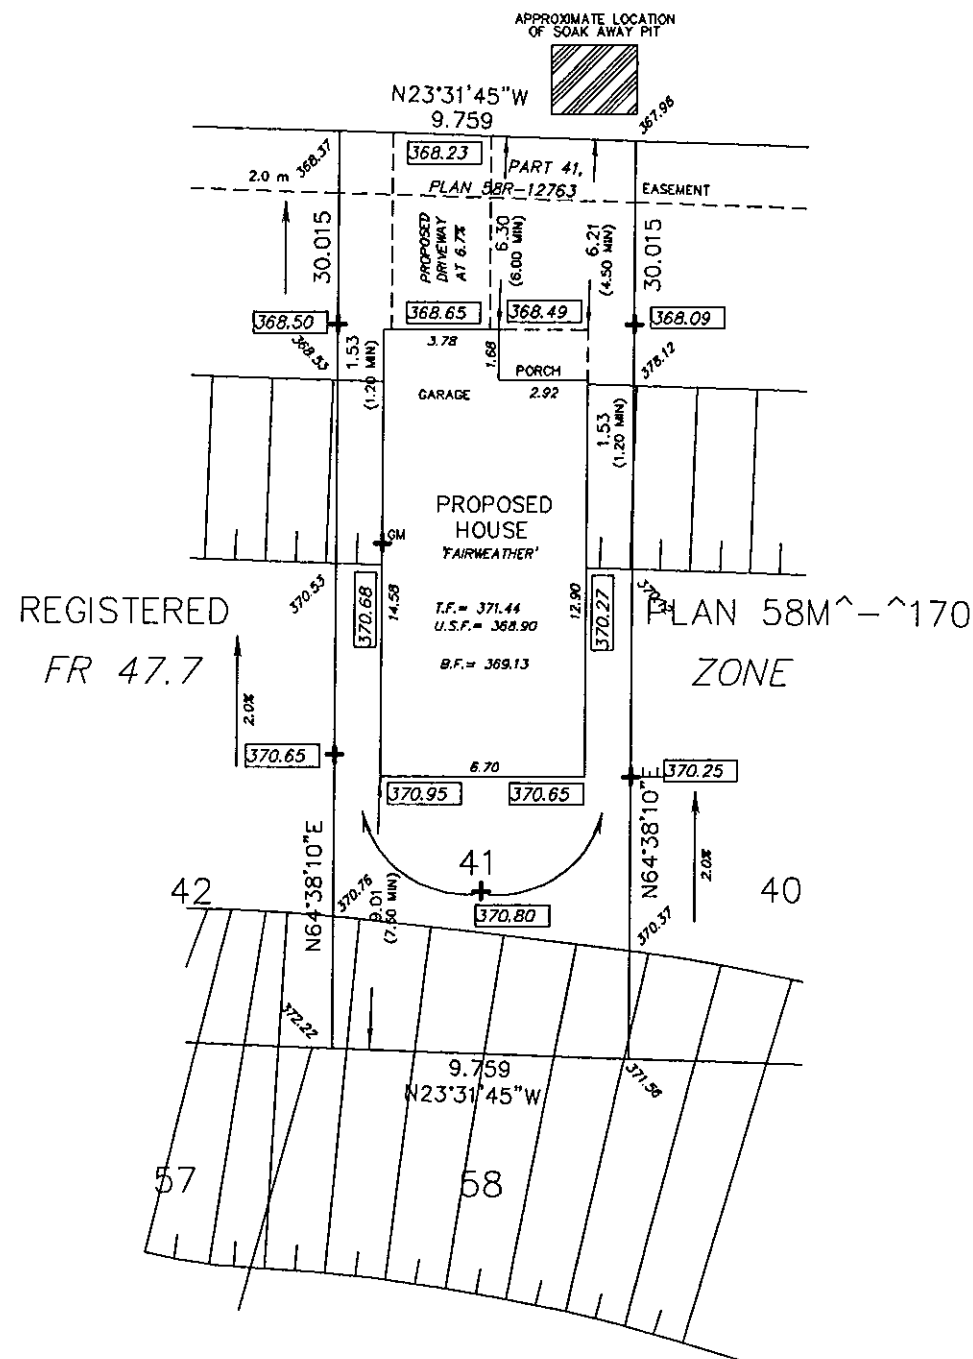 APPROXIMATE LOCATION
OF SOAK AWAY PIT
N23°31'45"W
9.759
367.96
368.37
368.23
PART 41,
2.0 m
PLAN 58R-12763
EASEMENT
30.015
PROPOSED
DRIVEWAY
AT 6.7%
6.30
(6.00 MIN)
6.21
(4.50 MIN)
30.015
368.50
368.65
368.49
368.09
368.53
1.53
(1.20 MIN)
3.78
1.68
PORCH
2.92
378.12
GARAGE
1.53
(1.20 MIN)
PROPOSED
HOUSE
'FAIRWEATHER'
GM
370.53
370.68
14.58
T.F.= 371.44
U.S.F.= 368.90
B.F.= 369.13
12.90
370.27
REGISTERED
PLAN 58M^-^170
FR 47.7
ZONE
2.0%
370.65
6.70
370.25
370.95
370.65
N64°38'10"E
N64°38'10"
2.0%
41
42
370.76
9.01
(7.50 MIN)
370.80
370.37
40
372.22
9.759
N23°31'45"W
371.56
57
58